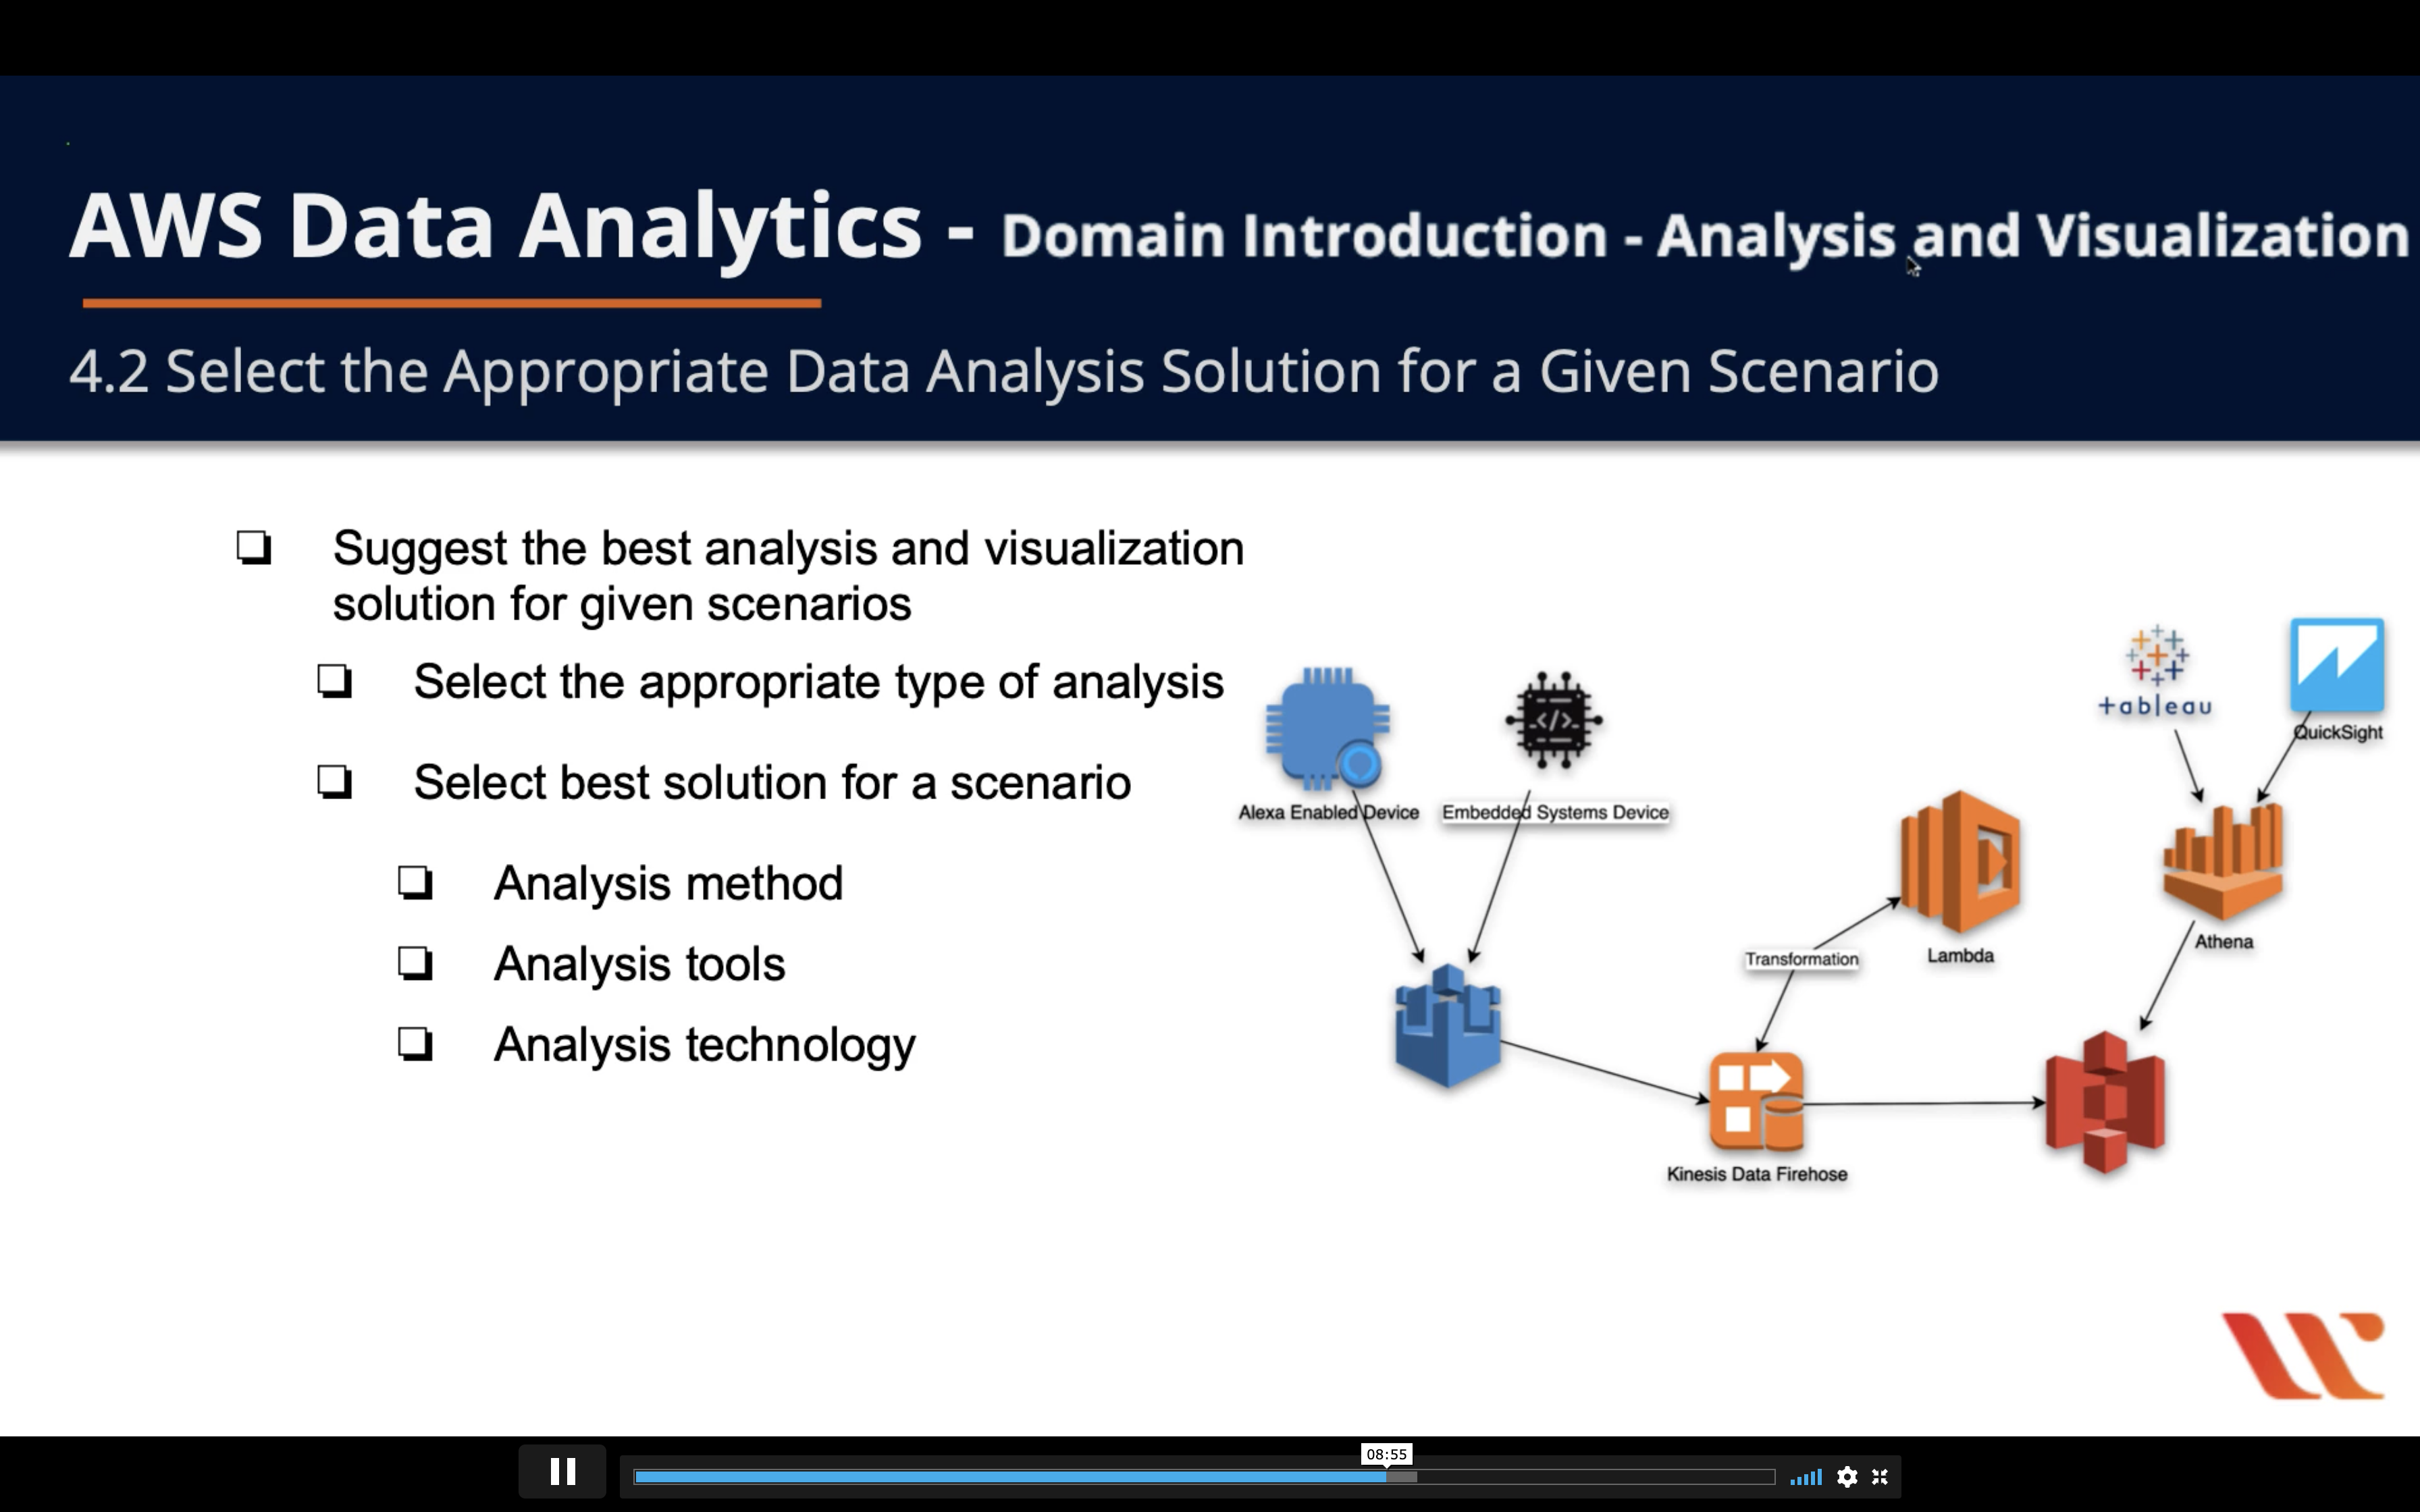 AWS Data Analytics - Domain Introduction - Analysis and Visualization
4.2 Select the Appropriate Data Analysis Solution for a Given Scenario
Suggest the best analysis and visualization
solution for given scenarios
Select the appropriate type of analysis
Select best solution for a scenario
Analysis method
Analysis tools
Analysis technology
+ableau
QuickSight
Alexa Enabled Device
Embedded Systems Device
</>
Transformation
Lambda
Athena
Kinesis Data Firehose
08:55